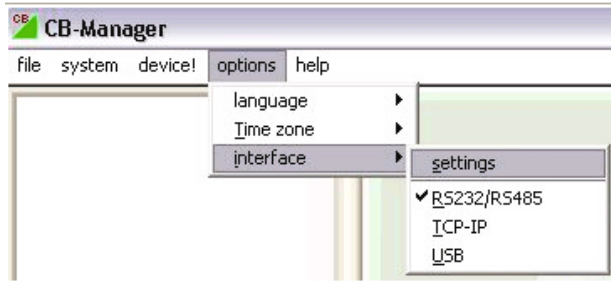 CB CB-Manager
file system device! options help
language
Time zone
interface
settings
RS232/RS485
TCP-IP
USB